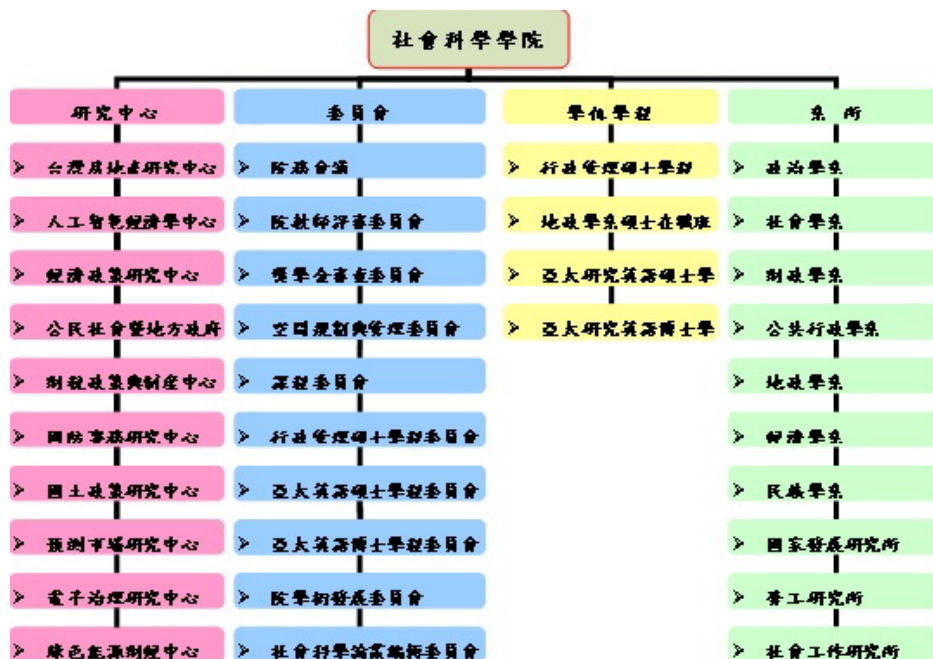 社會科學學院
研究中心
委員會
學位學程
系所
台灣房地產研究中心
院務會議
行政管理碩士學程
政治學系
人工智慧經濟學中心
院教師評審委員會
地政學系碩士在職班
社會學系
經濟政策研究中心
獎學金審查委員會
亞太研究英語碩士學
財政學系
公民社會暨地方政府
空間規劃與管理委員會
亞太研究英語博士學
公共行政學系
財稅政策與制度中心
課程委員會
地政學系
國防事務研究中心
行政管理碩士學程委員會
經濟學系
國土政策研究中心
亞太英語碩士學程委員會
民族學系
預測市場研究中心
亞太英語博士學程委員會
國家發展研究所
電子治理研究中心
院學術發展委員會
勞工研究所
綠色能源財經中心
社會科學論叢編輯委員會
社會工作研究所